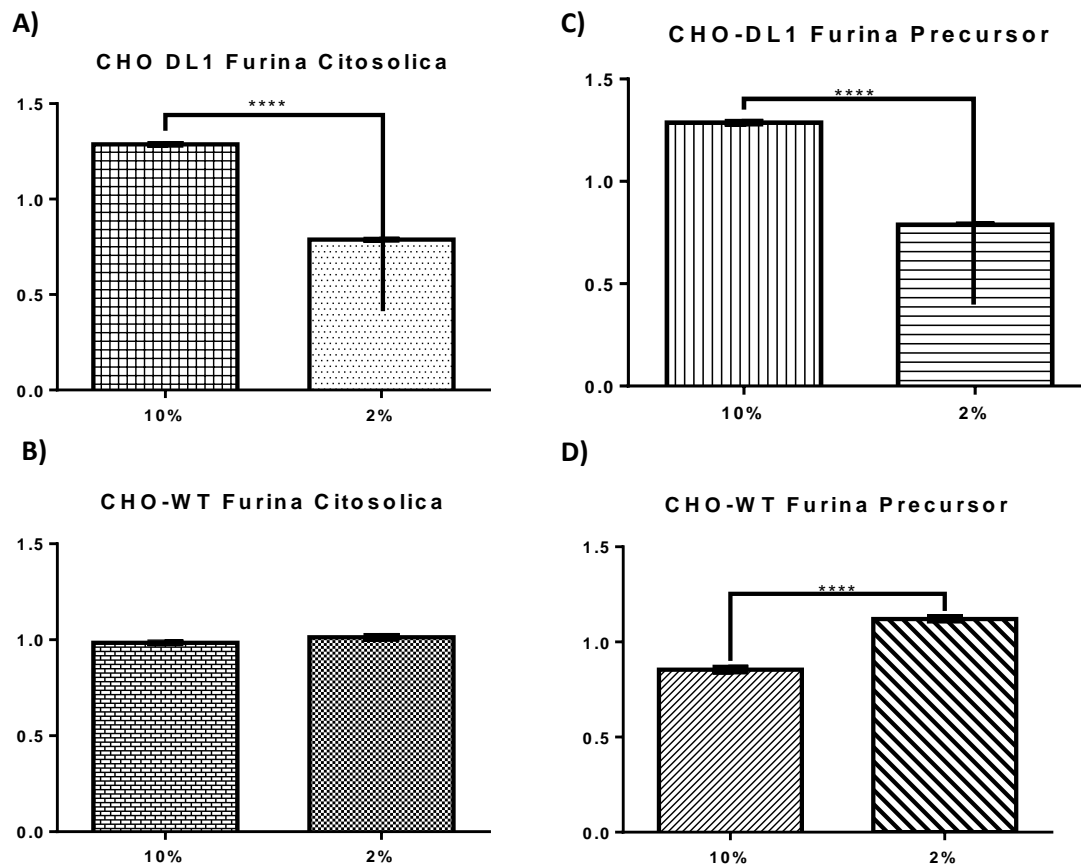 A)
CHO DL1 Furina Citosolica
1.5
****
1.0
0.5
0.0
10% 2%
C)
CHO-DL1 Furina Precursor
1.5
****
1.0
0.5
0.0
10% 2%
B)
CHO-WT Furina Citosolica
1.5
1.0
0.5
0.0
10% 2%
D)
CHO-WT Furina Precursor
1.5
****
1.0
0.5
0.0
10% 2%